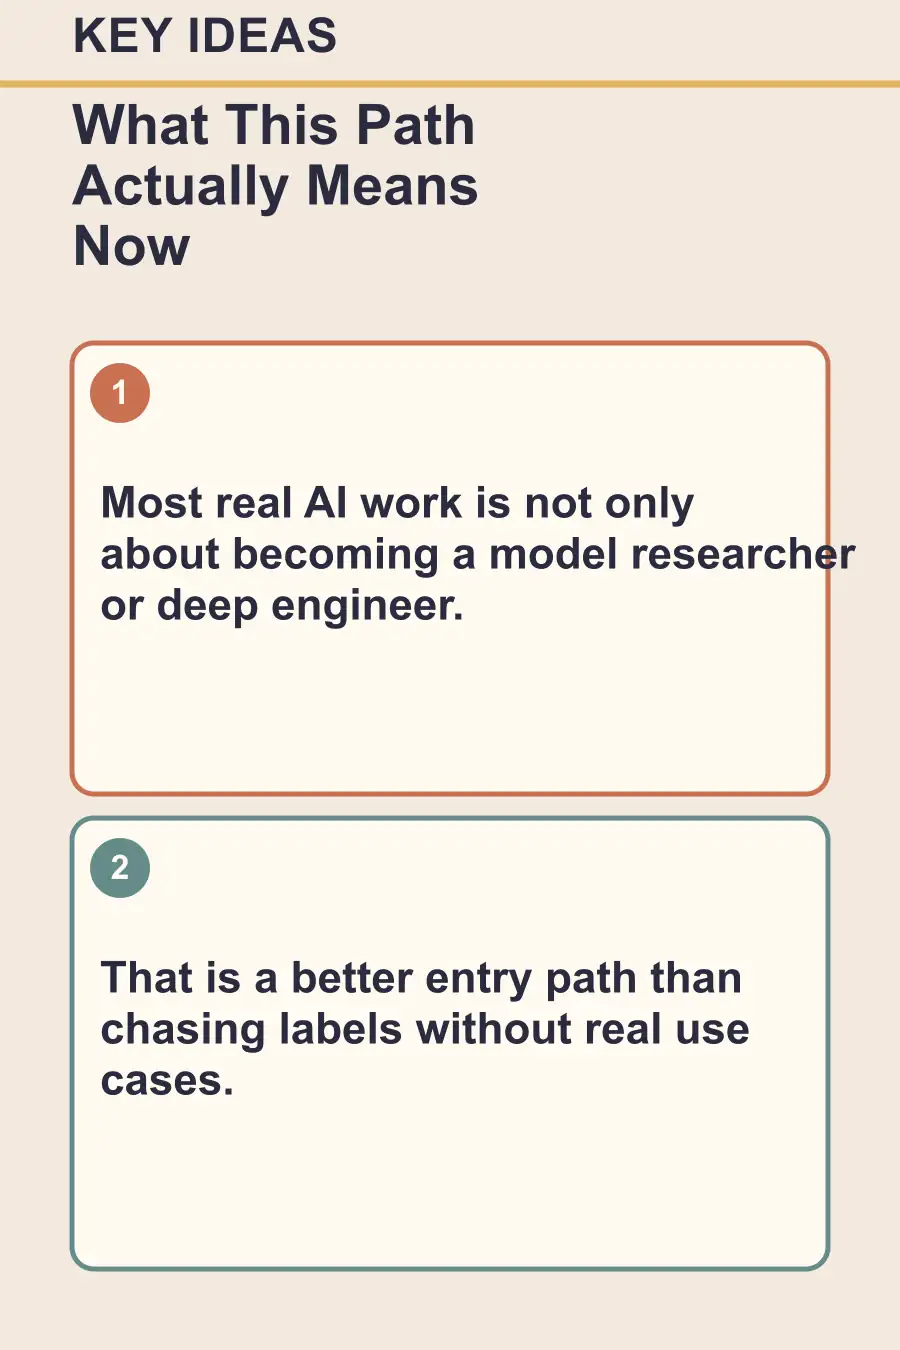 KEY IDEAS
What This Path
Actually Means
Now
1
Most real AI work is not only
about becoming a model researcher
or deep engineer.
2
That is a better entry path than
chasing labels without real use
cases.